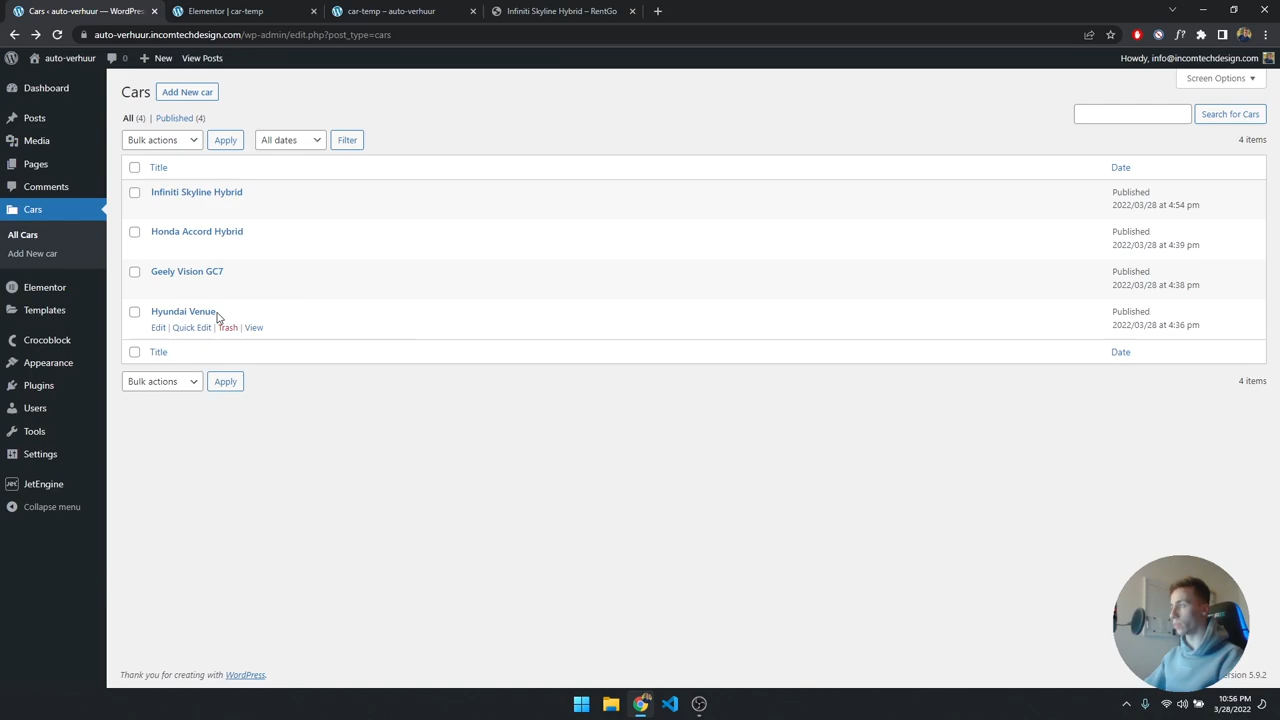 Cars ‹ auto-verhuur — WordPres
Elementor | car-temp
car-temp – auto-verhuur
Infiniti Skyline Hybrid – RentGo
auto-verhuur.incomtechdesign.com/wp-admin/edit.php?post_type=cars
auto-verhuur
0
New
View Posts
Howdy, info@incomtechdesign.com
Dashboard
Posts
Media
Pages
Comments
Cars
All Cars
Add New car
Elementor
Templates
Crocoblock
Appearance
Plugins
Users
Tools
Settings
JetEngine
Collapse menu
Screen Options
Cars
Add New car
All (4) | Published (4)
Search for Cars
Bulk actions
Apply
All dates
Filter
4 items
Title
Date
Infiniti Skyline Hybrid
Published
2022/03/28 at 4:54 pm
Honda Accord Hybrid
Published
2022/03/28 at 4:39 pm
Geely Vision GC7
Published
2022/03/28 at 4:38 pm
Hyundai Venue
Edit | Quick Edit | Trash | View
Published
2022/03/28 at 4:36 pm
Title
Date
Bulk actions
Apply
4 items
Thank you for creating with WordPress.
ersion 5.9.2
10:56 PM
3/28/2022